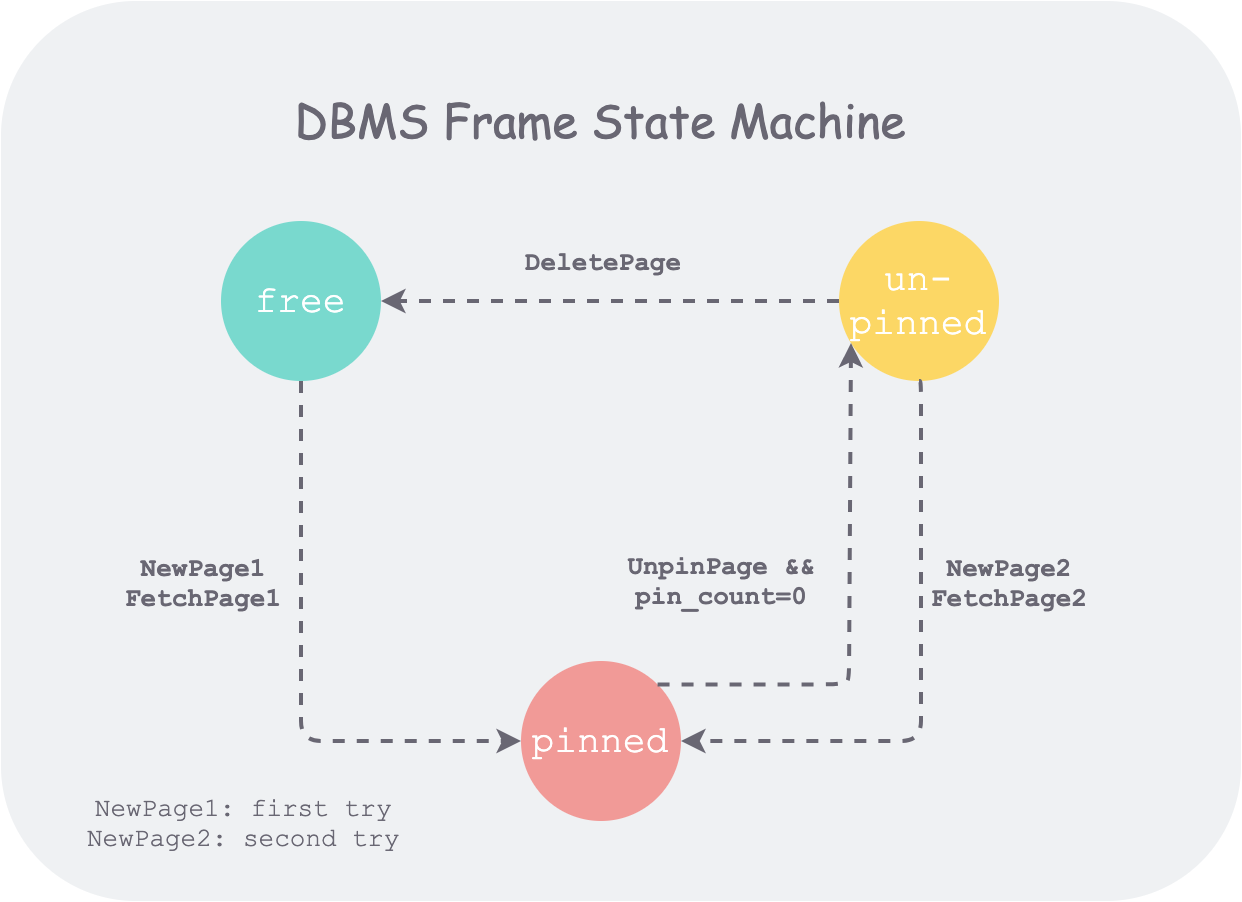 DBMS Frame State Machine
DeletePage
free
un-
pinned
NewPage1
FetchPage1
UnpinPage &&
pin_count=0
NewPage2
FetchPage2
pinned
NewPage1: first try
NewPage2: second try